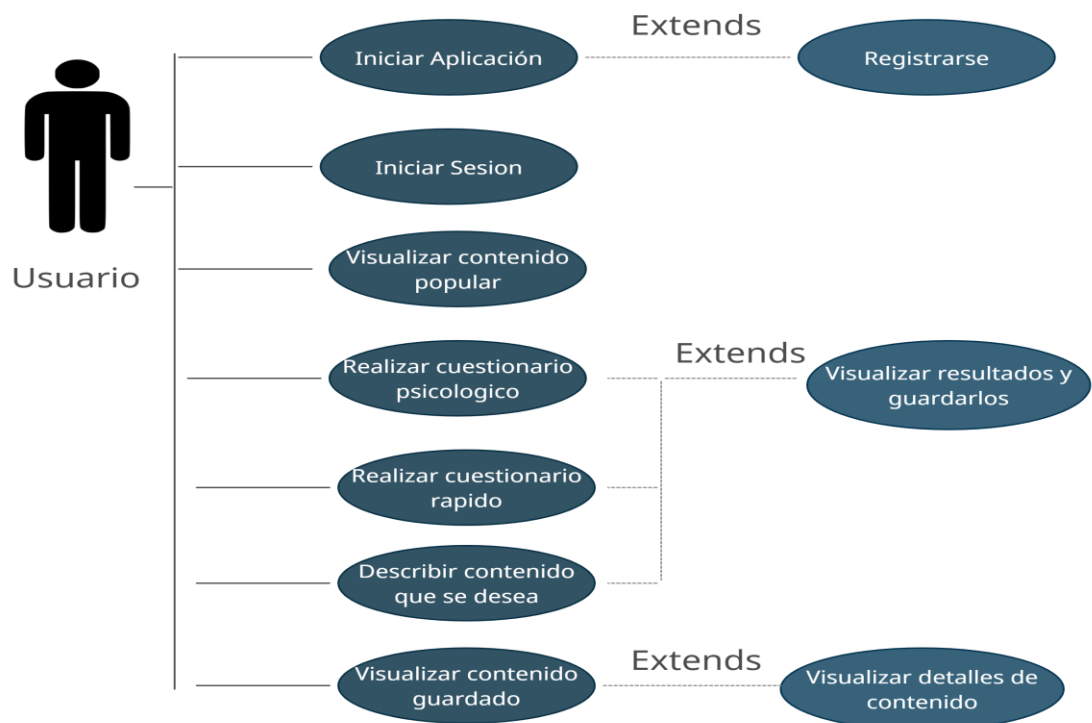 Extends
Iniciar Aplicación
Registrarse
Iniciar Sesion
Usuario
Visualizar contenido
popular
Extends
Realizar cuestionario
psicologico
Visualizar resultados y
guardarlos
Realizar cuestionario
rapido
Describir contenido
que se desea
Extends
Visualizar contenido
guardado
Visualizar detalles de
contenido